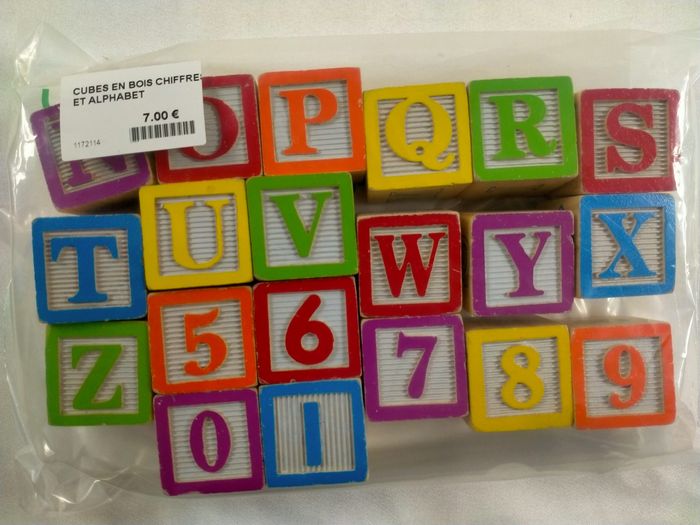 CUBES EN BOIS CHIFFRES
ET ALPHABET
7.00 €
1172114
N O P Q R S
T U V W Y X
Z 5 6 7 8 9
0 1